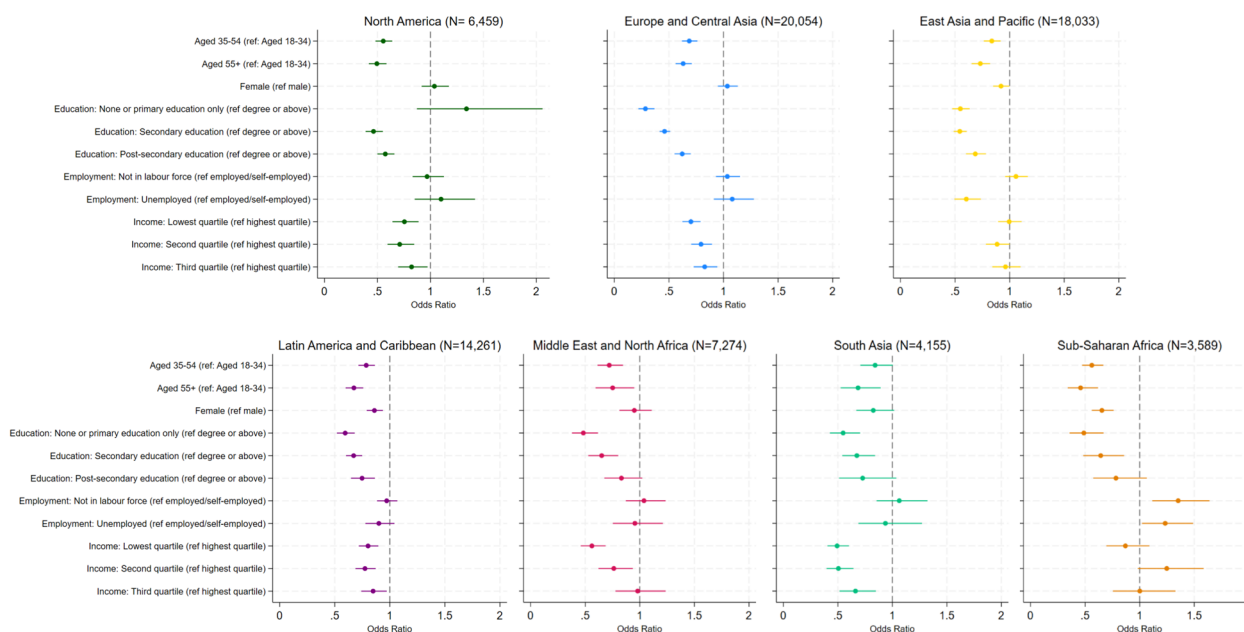 North America (N= 6,459)
Europe and Central Asia (N=20,054)
East Asia and Pacific (N=18,033)
Aged 35-54 (ref: Aged 18-34)
Aged 55+ (ref: Aged 18-34)
Female (ref male)
Education: None or primary education only (ref degree or above)
Education: Secondary education (ref degree or above)
Education: Post-secondary education (ref degree or above)
Employment: Not in labour force (ref employed/self-employed)
Employment: Unemployed (ref employed/self-employed)
Income: Lowest quartile (ref highest quartile)
Income: Second quartile (ref highest quartile)
Income: Third quartile (ref highest quartile)
0 .5 1 1.5 2
0 .5 1 1.5 2
0 .5 1 1.5 2
Odds Ratio
Odds Ratio
Odds Ratio
Latin America and Caribbean (N=14,261)
Middle East and North Africa (N=7,274)
South Asia (N=4,155)
Sub-Saharan Africa (N=3,589)
Aged 35-54 (ref: Aged 18-34)
Aged 55+ (ref: Aged 18-34)
Female (ref male)
Education: None or primary education only (ref degree or above)
Education: Secondary education (ref degree or above)
Education: Post-secondary education (ref degree or above)
Employment: Not in labour force (ref employed/self-employed)
Employment: Unemployed (ref employed/self-employed)
Income: Lowest quartile (ref highest quartile)
Income: Second quartile (ref highest quartile)
Income: Third quartile (ref highest quartile)
0 .5 1 1.5 2
0 .5 1 1.5 2
0 .5 1 1.5 2
0 .5 1 1.5
Odds Ratio
Odds Ratio
Odds Ratio
Odds Ratio